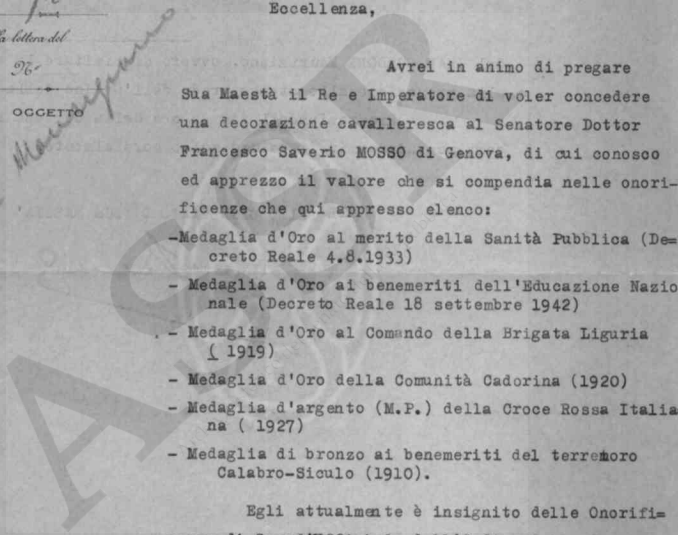 Eccellenza,
la lettera del
N.
OGGETTO
Avrei in animo di pregare
Sua Maestà il Re e Imperatore di voler concedere
una decorazione cavalleresca al Senatore Dottor
Francesco Saverio MOSSO di Genova, di cui conosco
ed apprezzo il valore che si compendia nelle onori-
ficenze che qui appresso elenco:
-Medaglia d'Oro al merito della Sanità Pubblica (De=
creto Reale 4.8.1933)
- Medaglia d'Oro ai benemeriti dell'Educazione Nazio
nale (Decreto Reale 18 settembre 1942)
- Medaglia d'Oro al Comando della Brigata Liguria
( 1919)
- Medaglia d'Oro della Comunità Cadorina (1920)
- Medaglia d'argento (M.P.) della Croce Rossa Italia
na ( 1927)
- Medaglia di bronzo ai benemeriti del terremoro
Calabro-Siculo (1910).
Egli attualmente è insignito delle Onorifi=
ASR